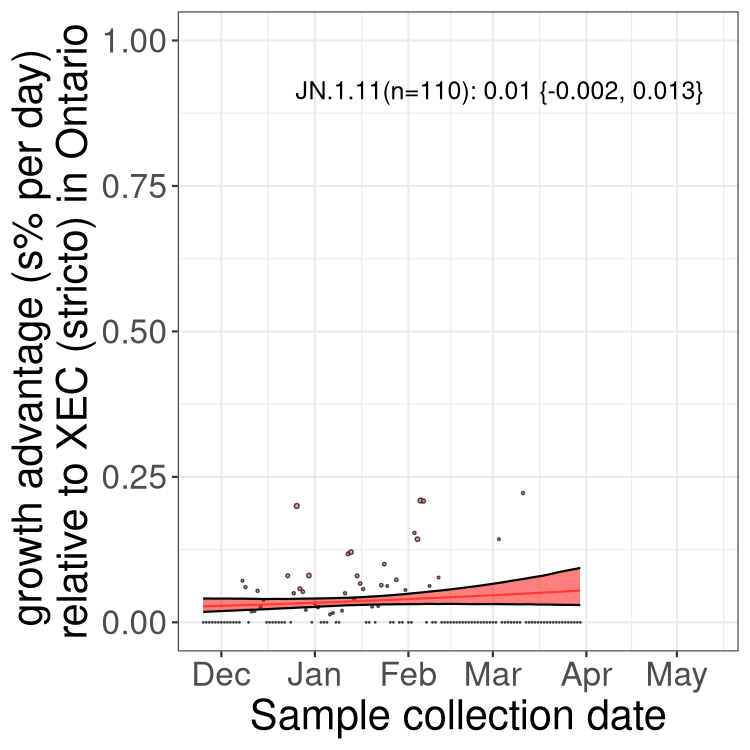 growth advantage (s% per day)
relative to XEC (stricto) in Ontario
1.00
0.75
0.50
0.25
0.00
JN.1.11(n=110): 0.01 {-0.002, 0.013}
Dec Jan Feb Mar Apr May
Sample collection date